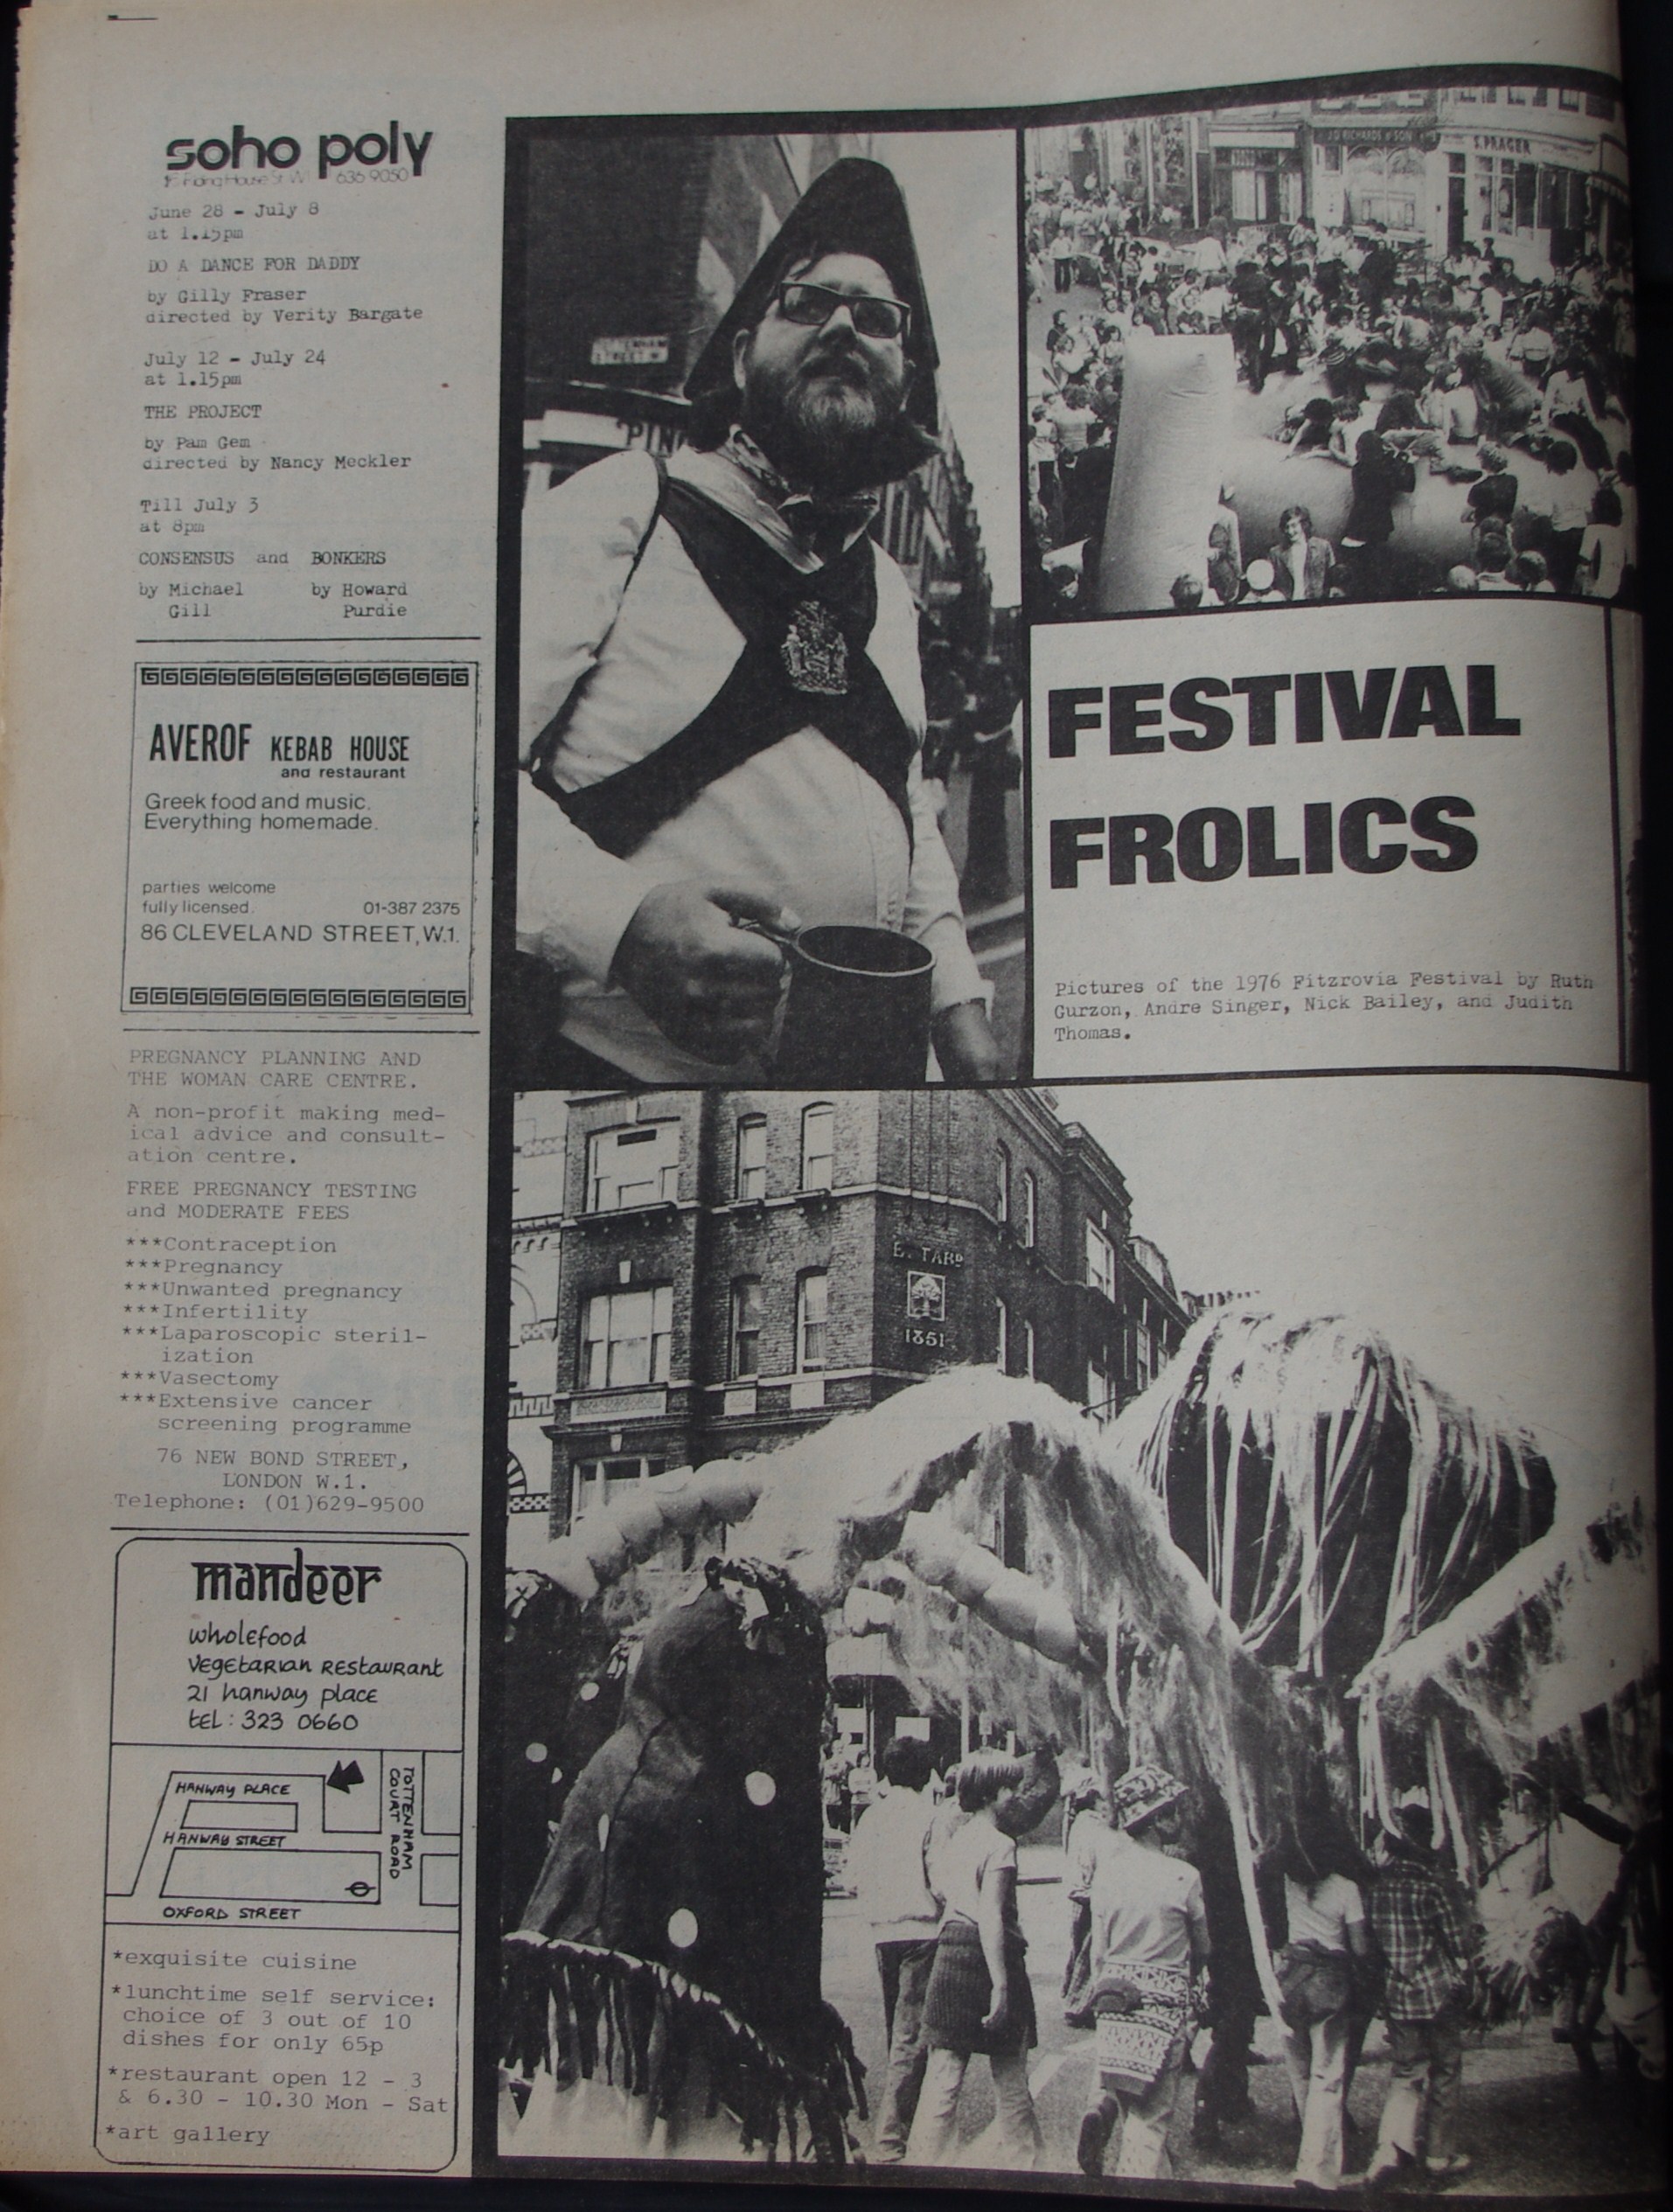 soho poly
Riding House St W1 636 9050
June 28 - July 8
at 1.15pm
DO A DANCE FOR DADDY
by Gilly Fraser
directed by Verity Bargate
July 12 - July 24
at 1.15pm
THE PROJECT
by Pam Gem
directed by Nancy Meckler
Till July 3
at 8pm
CONSENSUS and BONKERS
by Michael by Howard
Gill Purdie
AVEROF KEBAB HOUSE
and restaurant
Greek food and music.
Everything homemade.
parties welcome
fully licensed. 01-387 2375
86 CLEVELAND STREET, W.1.
PREGNANCY PLANNING AND
THE WOMAN CARE CENTRE.
A non-profit making med-
ical advice and consult-
ation centre.
FREE PREGNANCY TESTING
and MODERATE FEES
***Contraception
***Pregnancy
***Unwanted pregnancy
***Infertility
***Laparoscopic steril-
ization
***Vasectomy
***Extensive cancer
screening programme
76 NEW BOND STREET,
LONDON W.1.
Telephone: (01)629-9500
mandeer
wholefood
vegetarian restaurant
21 hanway place
tel: 323 0660
HANWAY PLACE
TOTTENHAM
COURT ROAD
HANWAY STREET
OXFORD STREET
*exquisite cuisine
*lunchtime self service:
choice of 3 out of 10
dishes for only 65p
*restaurant open 12 - 3
& 6.30 - 10.30 Mon - Sat
*art gallery
STREET
J.D. RICHARDS & SON
S. PRAGER
FESTIVAL
FROLICS
Pictures of the 1976 Fitzrovia Festival by Ruth
Gurzon, Andre Singer, Nick Bailey, and Judith
Thomas.
E. TARD
1851